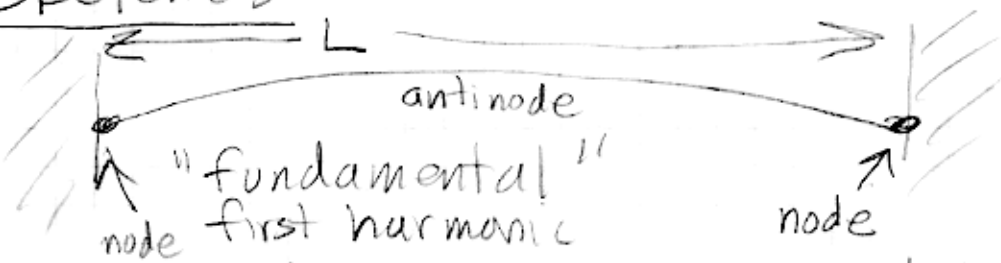 L
antinode
"fundamental"
first harmonic
node
node